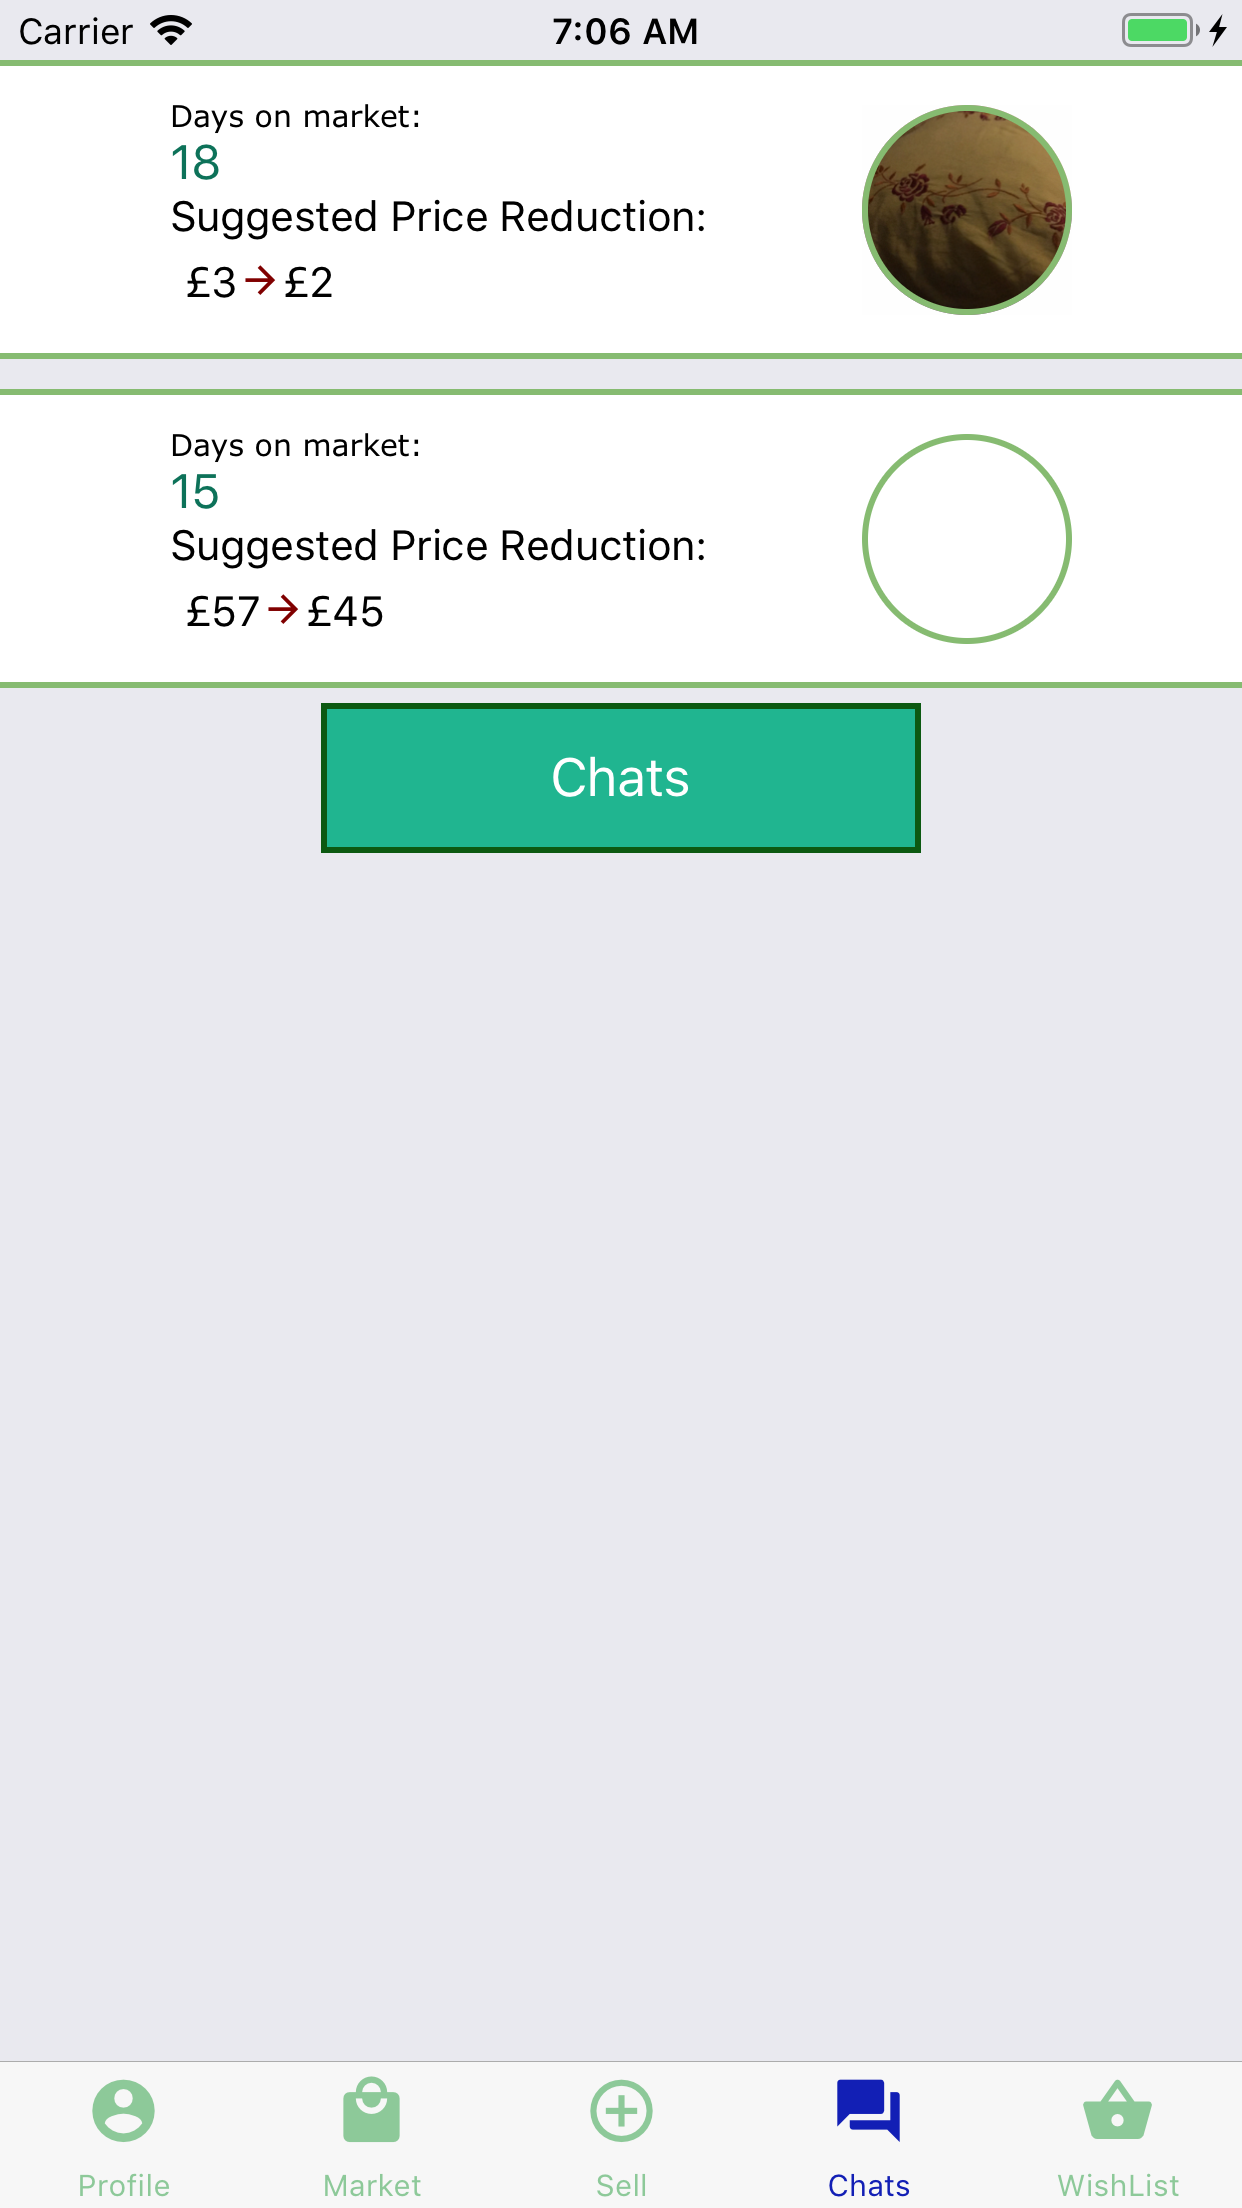 Carrier 7:06 AM
Days on market:
18
Suggested Price Reduction:
£3 → £2
Days on market:
15
Suggested Price Reduction:
£57 → £45
Chats
Profile Market Sell Chats WishList